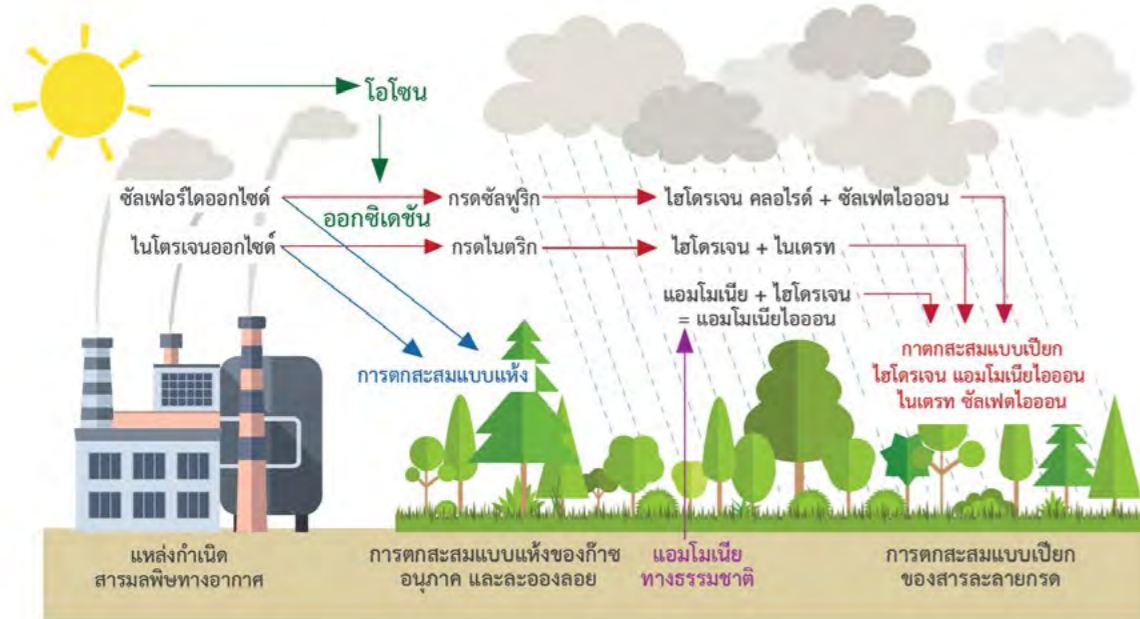 โอโซน
ซัลเฟอร์ไดออกไซด์
ออกซิเดชัน
กรดซัลฟูริก
ไฮโดรเจน คลอไรด์ + ซัลเฟตไอออน
ไนโตรเจนออกไซด์
กรดไนตริก
ไฮโดรเจน + ไนเตรท
แอมโมเนีย + ไฮโดรเจน
= แอมโมเนียไอออน
การตกสะสมแบบแห้ง
กาตกสะสมแบบเปียก
ไฮโดรเจน แอมโมเนียไอออน
ไนเตรท ซัลเฟตไอออน
แหล่งกำเนิด
สารมลพิษทางอากาศ
การตกสะสมแบบแห้งของก๊าซ
อนุภาค และละอองลอย
แอมโมเนีย
ทางธรรมชาติ
การตกสะสมแบบเปียก
ของสารละลายกรด